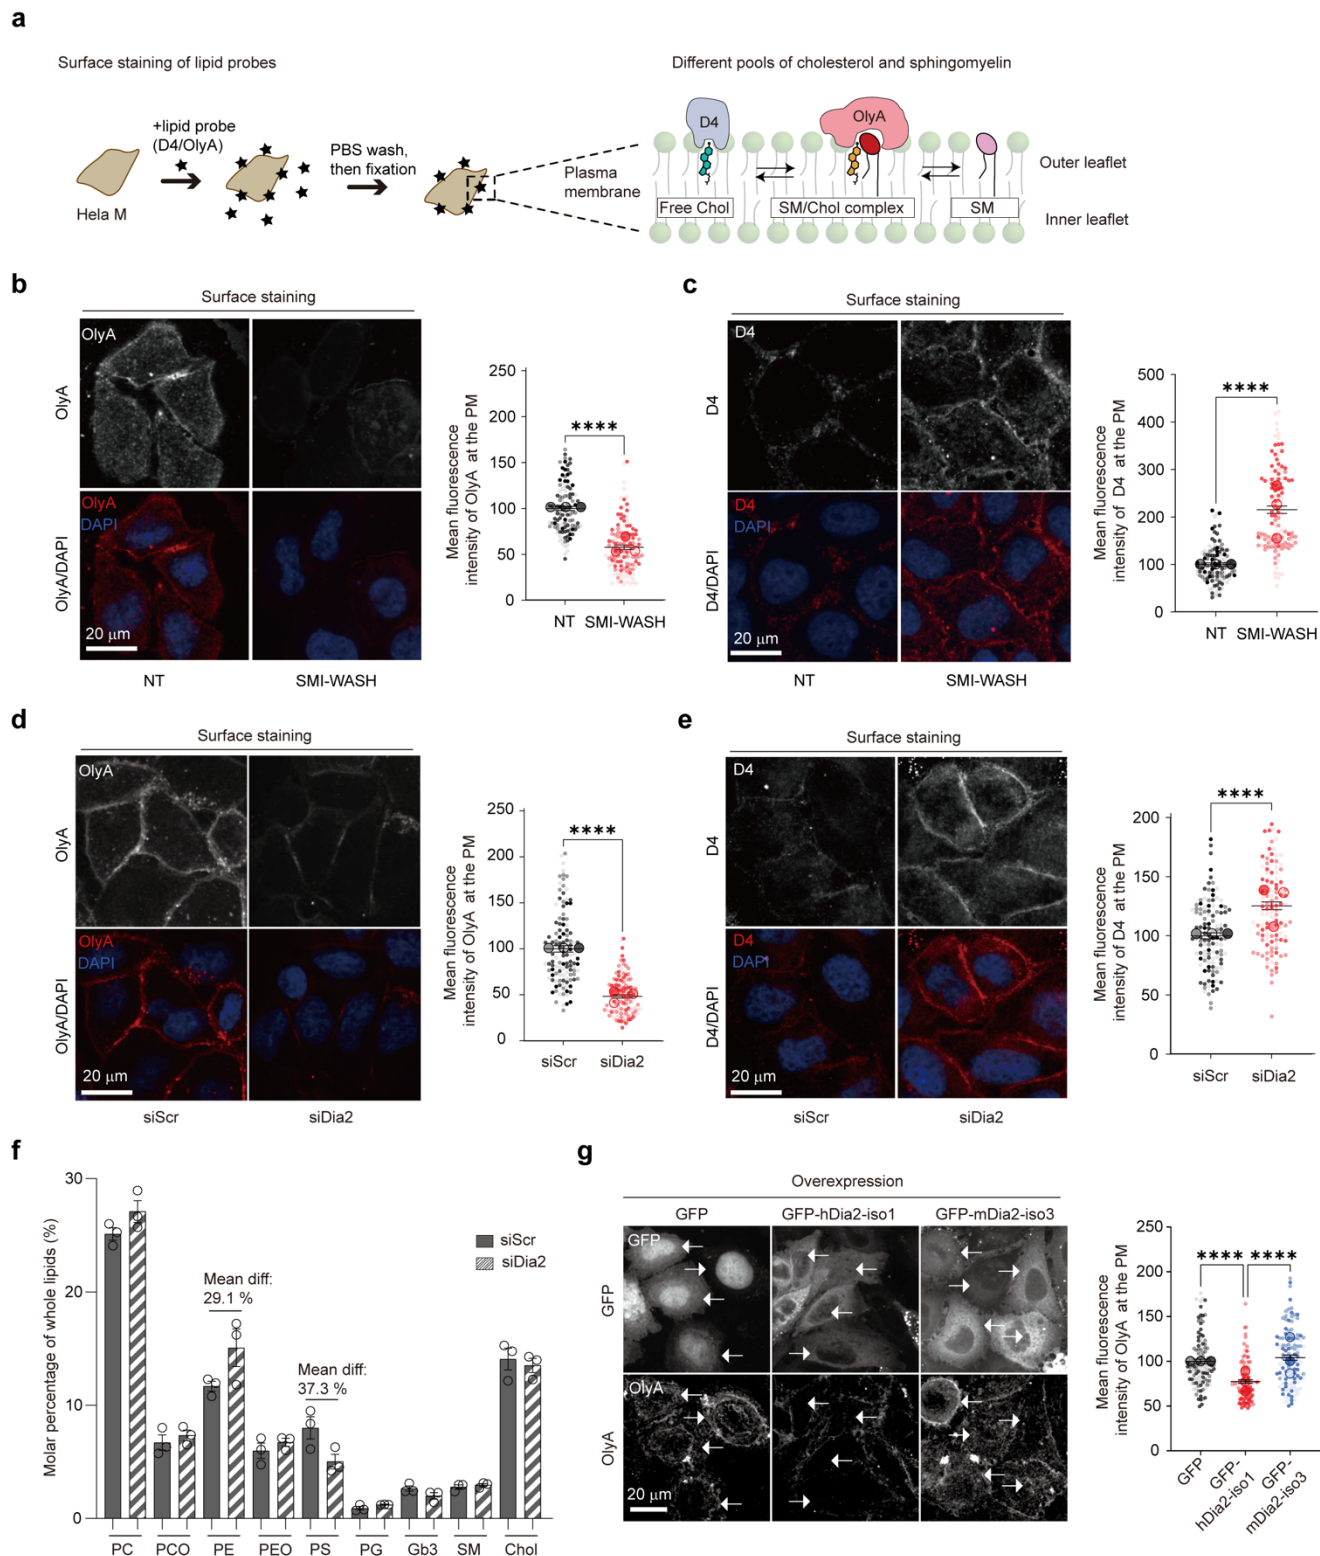 a
Surface staining of lipid probes
Different pools of cholesterol and sphingomyelin
+lipid probe
(D4/OlyA)
PBS wash,
then fixation
Hela M
Plasma
membrane
D4
OlyA
Outer leaflet
Free Chol
SM/Chol complex
SM
Inner leaflet
b
Surface staining
OlyA
OlyA
OlyA
DAPI
OlyA/DAPI
20 μm
NT
SMI-WASH
Mean fluorescence
intensity of OlyA at the PM
250
200
150
100
50
0
****
NT
SMI-WASH
c
Surface staining
D4
D4
D4
DAPI
D4/DAPI
20 μm
NT
SMI-WASH
Mean fluorescence
intensity of D4 at the PM
500
400
300
200
100
0
****
NT
SMI-WASH
d
Surface staining
OlyA
OlyA
OlyA
DAPI
OlyA/DAPI
20 μm
siScr
siDia2
Mean fluorescence
intensity of OlyA at the PM
250
200
150
100
50
0
****
siScr
siDia2
e
Surface staining
D4
D4
D4
DAPI
D4/DAPI
20 μm
siScr
siDia2
Mean fluorescence
intensity of D4 at the PM
200
150
100
50
0
****
siScr
siDia2
f
Molar percentage of whole lipids (%)
30
20
10
0
siScr
siDia2
Mean diff:
29.1 %
Mean diff:
37.3 %
PC
PCO
PE
PEO
PS
PG
Gb3
SM
Chol
g
Overexpression
GFP
GFP-hDia2-iso1
GFP-mDia2-iso3
GFP
GFP
OlyA
OlyA
20 μm
Mean fluorescence
intensity of OlyA at the PM
250
200
150
100
50
0
**** ****
GFP
GFP-
hDia2-iso1
GFP-
mDia2-iso3